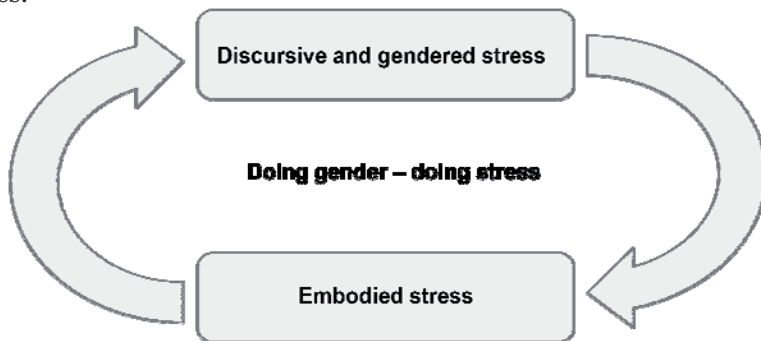 Discursive and gendered stress
Doing gender – doing stress
Embodied stress